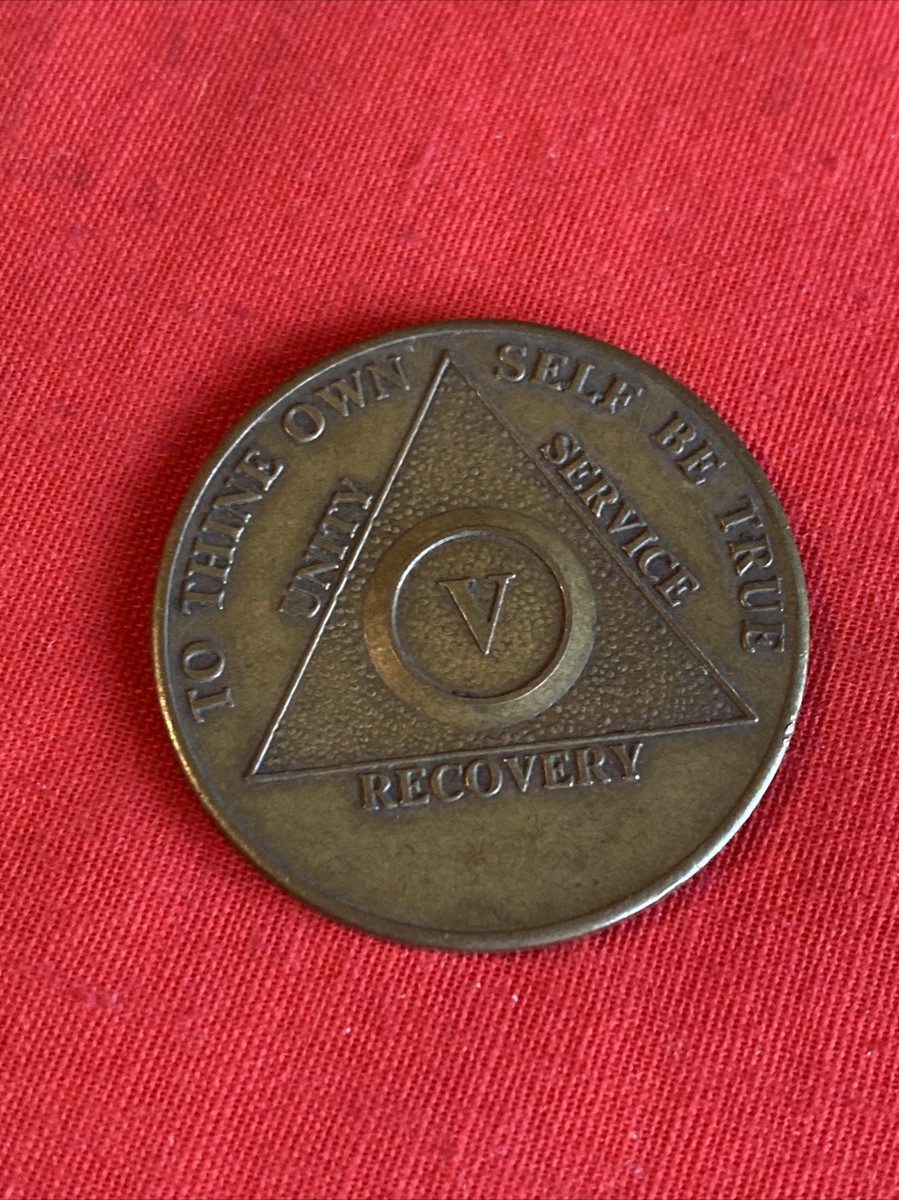 TO THINE OWN SELF BE TRUE
UNITY
SERVICE
V
RECOVERY